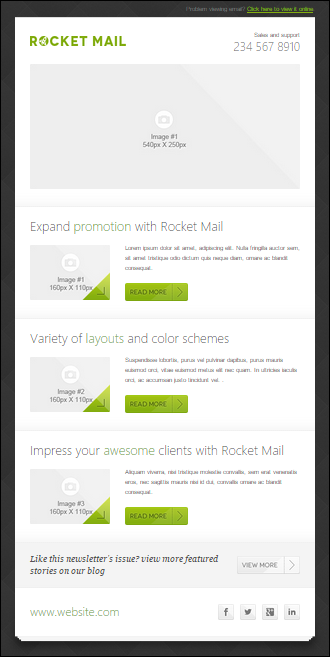 Problem viewing email? Click here to view it online
ROCKET MAIL
Sales and support
234 567 8910
Image #1
540px X 250px
Expand promotion with Rocket Mail
Image #1
160px X 110px
Lorem ipsum dolor sit amet, adipiscing elit. Nulla fringilla auctor sem,
sit amet tristique odio dictum quis neque diam, ornare ac blandit
consequat.
READ MORE
Variety of layouts and color schemes
Image #2
160px X 110px
Suspendisse lobortis, purus vel pulvinar dapibus, purus mauris
euismod orci, vitae euismod metus elit nec quam. In ultricies iaculis
orci, ac accumsan justo tincidunt vel...
READ MORE
Impress your awesome clients with Rocket Mail
Image #3
160px X 110px
Aliquam viverra, nisi tristique molestie convallis, sem erat venenatis
eros, nec sagittis mauris nisi id dui, convallis ornare ac blandit
consequat.
READ MORE
Like this newsletter's issue? view more featured
stories on our blog
VIEW MORE
www.website.com